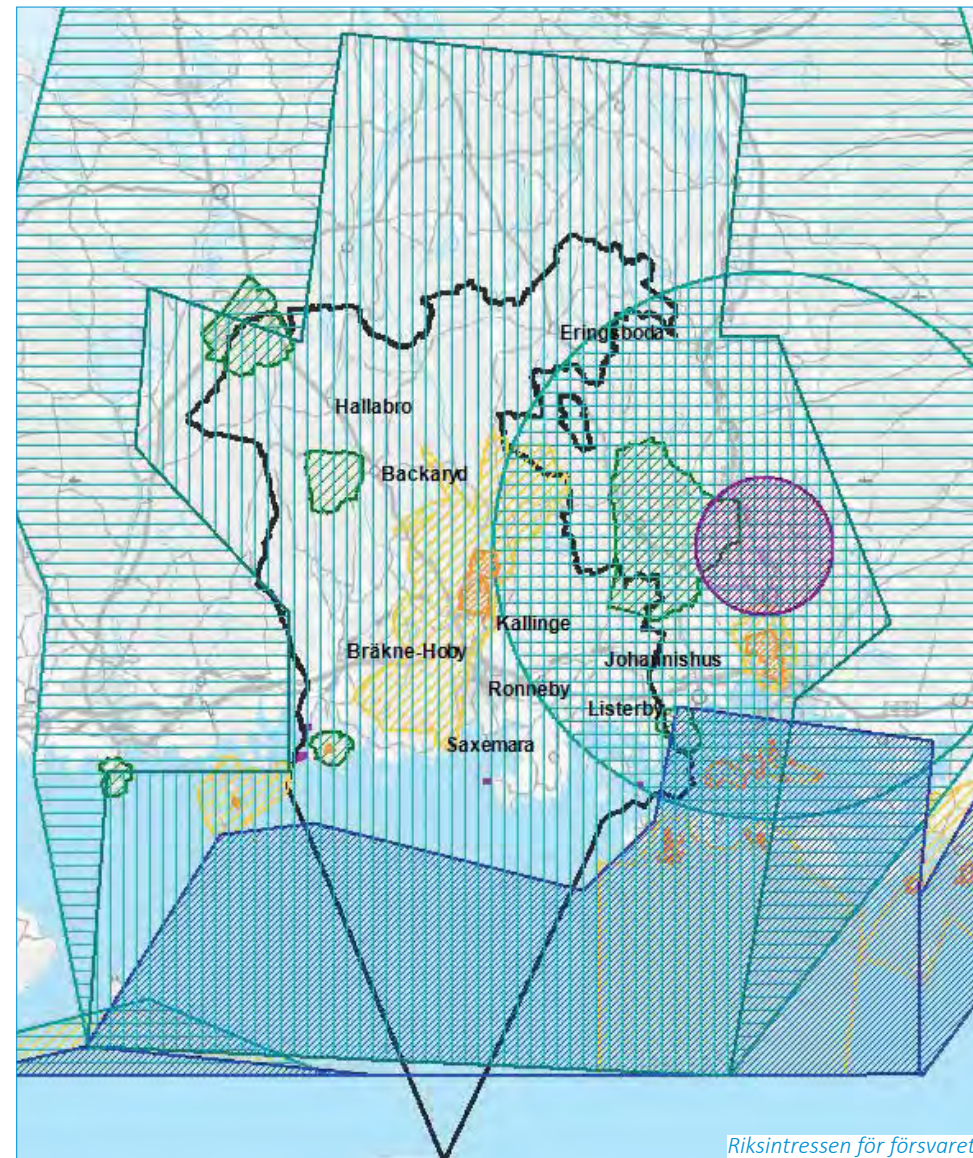 Eringsboda
Hallabro
Backaryd
Kallinge
Bräkne-Hoby
Johannishus
Ronneby
Listerby
Saxemara
Riksintressen för försvaret